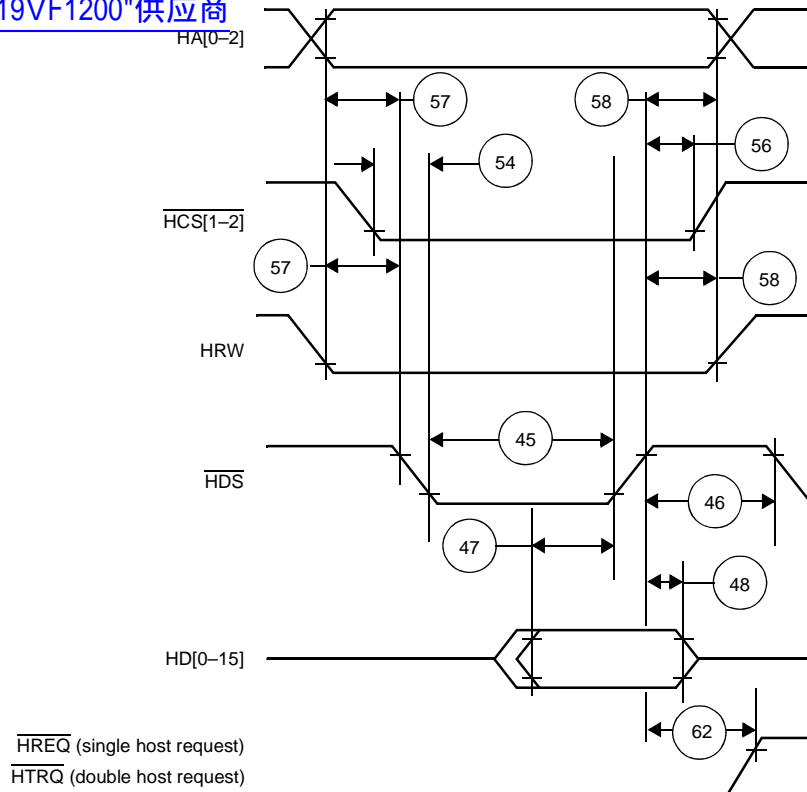 19VF1200"供应商
HA[0–2]
57
58
56
54
HCS[1–2]
57
58
HRW
45
HDS
46
47
48
HD[0–15]
62
HREQ (single host request)
HTRQ (double host request)